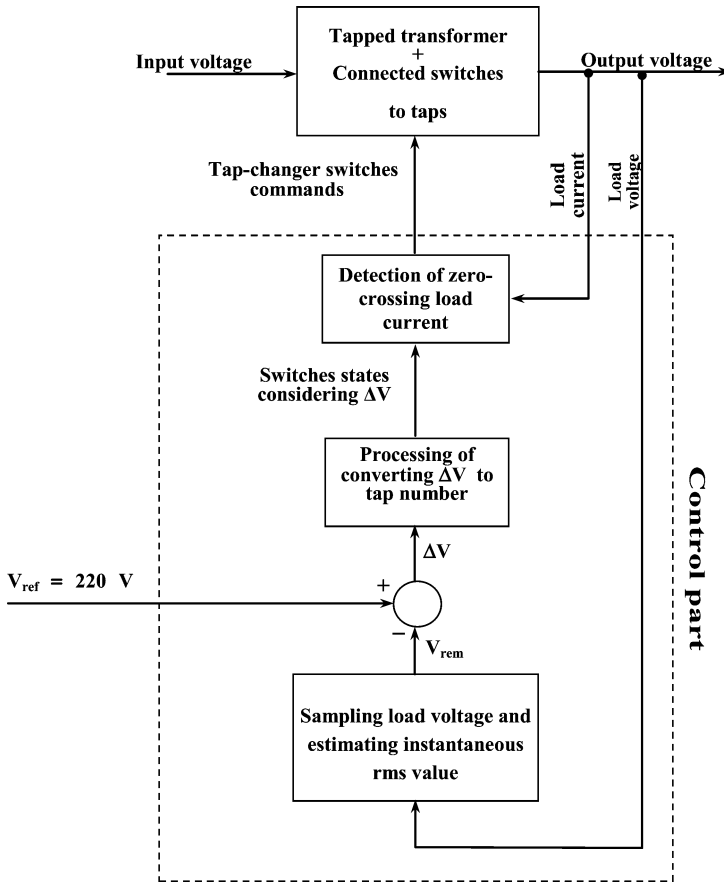 Tapped transformer
+
Connected switches
to taps
Input voltage
Output voltage
Tap-changer switches
commands
Load
current
Load
voltage
Detection of zero-
crossing load
current
Switches states
considering ΔV
Processing of
converting ΔV to
tap number
Control part
ΔV
Vref = 220 V
+
−
Vrem
Sampling load voltage and
estimating instantaneous
rms value